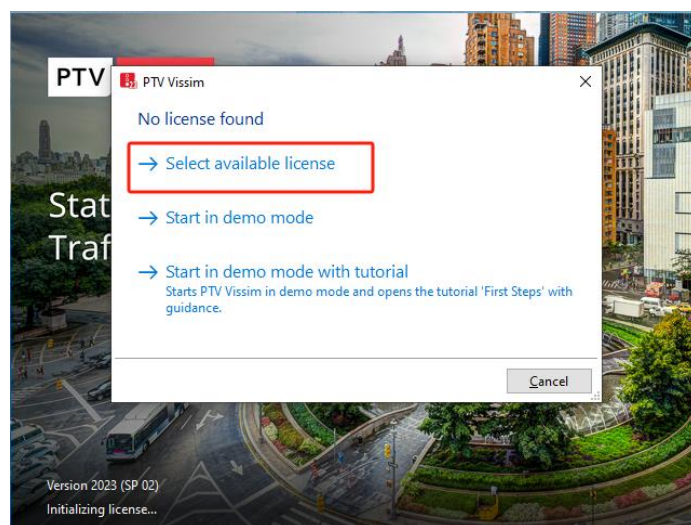 PTV
PTV Vissim
No license found
Select available license
Stat
Start in demo mode
Traf
Start in demo mode with tutorial
Starts PTV Vissim in demo mode and opens the tutorial 'First Steps' with
guidance.
Cancel
Version 2023 (SP 02)
Initializing license...